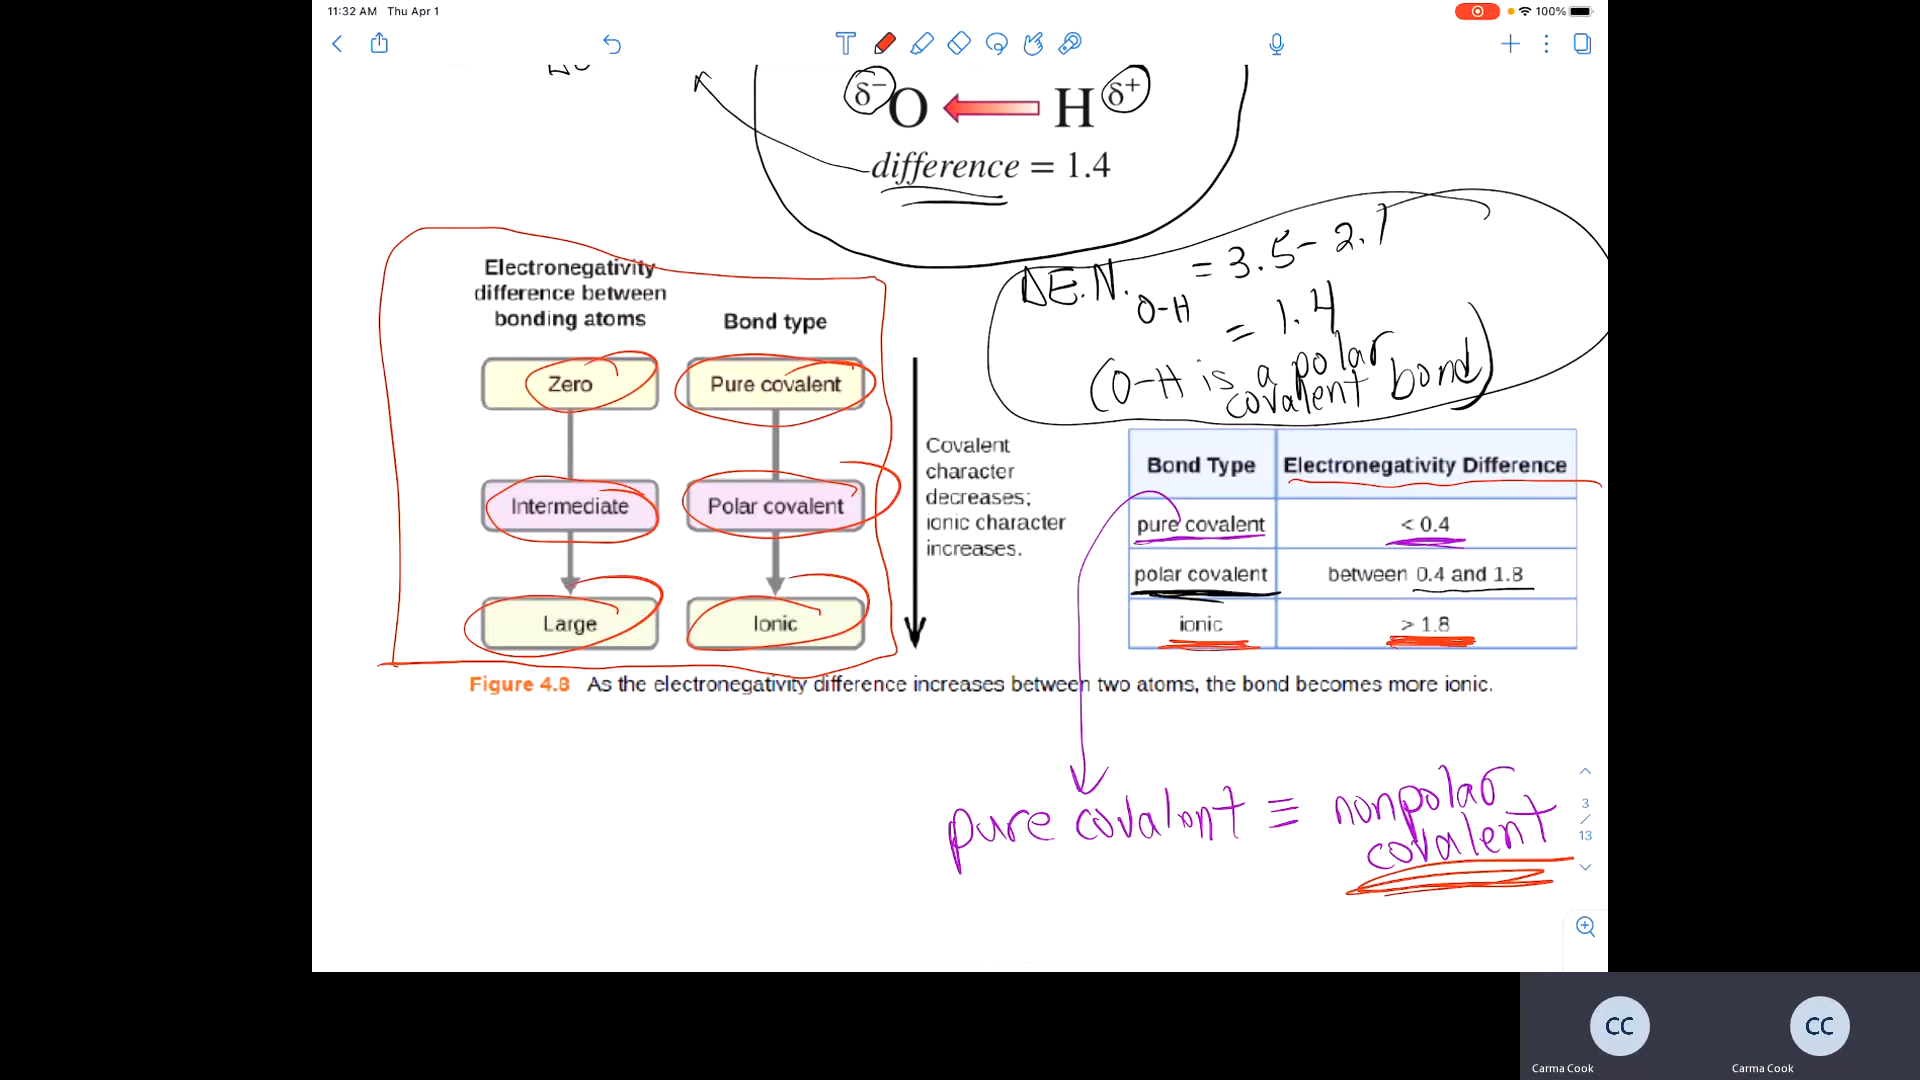 11:32 AM Thu Apr 1
100%
δ⁻ O H δ⁺
difference = 1.4
ΔE.N. O-H = 3.5 - 2.1
= 1.4
(O-H is a polar
covalent bond)
Electronegativity
difference between
bonding atoms
Bond type
Zero
Pure covalent
Intermediate
Polar covalent
Large
Ionic
Covalent
character
decreases;
ionic character
increases.
Bond Type Electronegativity Difference
pure covalent < 0.4
polar covalent between 0.4 and 1.8
ionic > 1.8
Figure 4.8 As the electronegativity difference increases between two atoms, the bond becomes more ionic.
pure covalent ≡ nonpolar
covalent
3
/
13
CC
CC
Carma Cook
Carma Cook